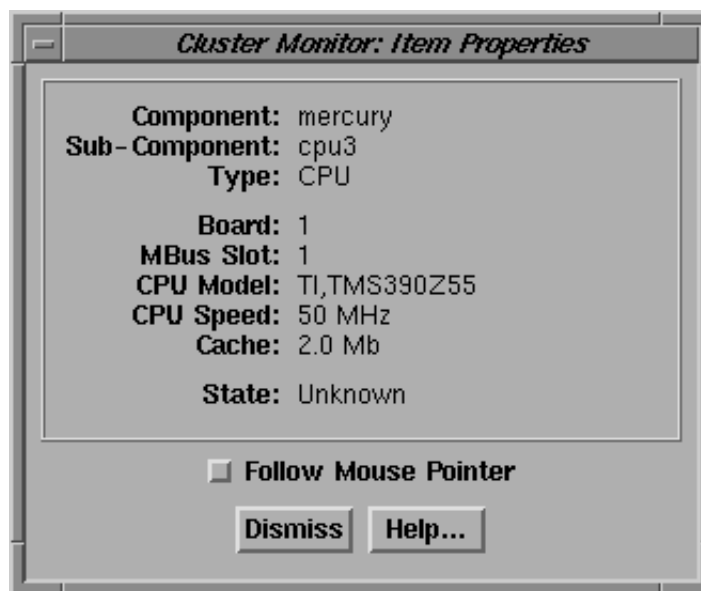 Cluster Monitor: Item Properties
Component: mercury
Sub-Component: cpu3
Type: CPU
Board: 1
MBus Slot: 1
CPU Model: TI,TMS390Z55
CPU Speed: 50 MHz
Cache: 2.0 Mb
State: Unknown
Follow Mouse Pointer
Dismiss Help...